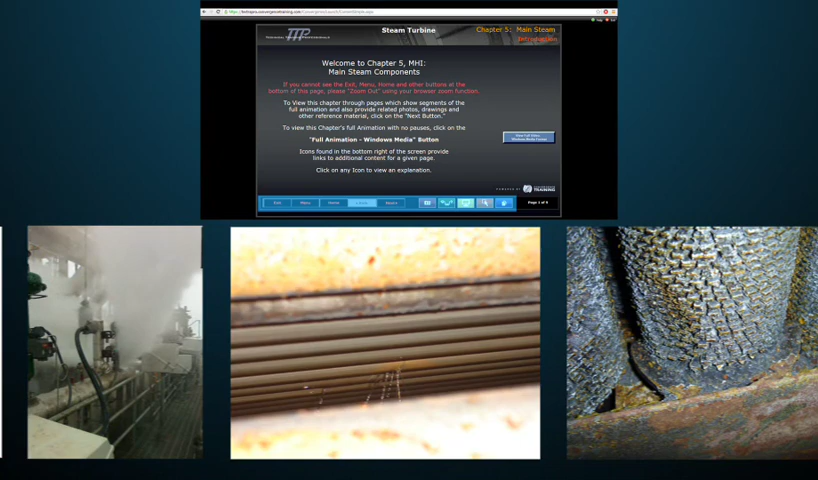 Steam Turbine
Chapter 5: Main Steam
Introduction
TTP
Welcome to Chapter 5, MHI:
Main Steam Components
If you cannot see the Exit, Menu, Home and other buttons at the
bottom of this page, please "Zoom Out" using your browser zoom function.
To View this chapter through pages which show segments of the
full animation and also provide related photos, drawings and
other reference material, click on the "Next Button."
To view this Chapter's full Animation with no pauses, click on the
"Full Animation - Windows Media" Button
Icons found in the bottom right of the screen provide
links to additional content for a given page.
Click on any Icon to view an explanation.
POWERED BY
TRAINING
Exit
Menu
Home
Page 1 of 9